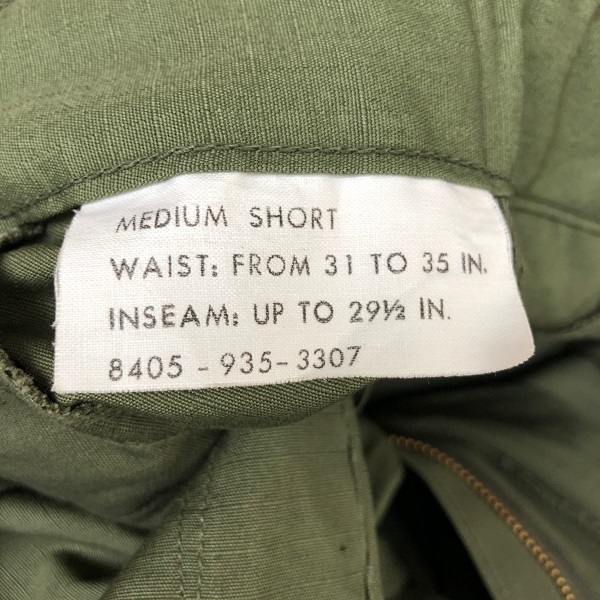 MEDIUM SHORT
WAIST: FROM 31 TO 35 IN.
INSEAM: UP TO 29½ IN.
8405 - 935-3307